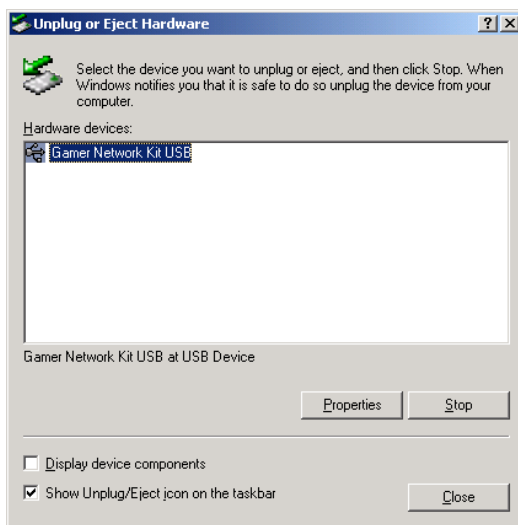 Unplug or Eject Hardware
Select the device you want to unplug or eject, and then click Stop. When
Windows notifies you that it is safe to do so unplug the device from your
computer.
Hardware devices:
Gamer Network Kit USB
Gamer Network Kit USB at USB Device
Properties Stop
Display device components
Show Unplug/Eject icon on the taskbar
Close